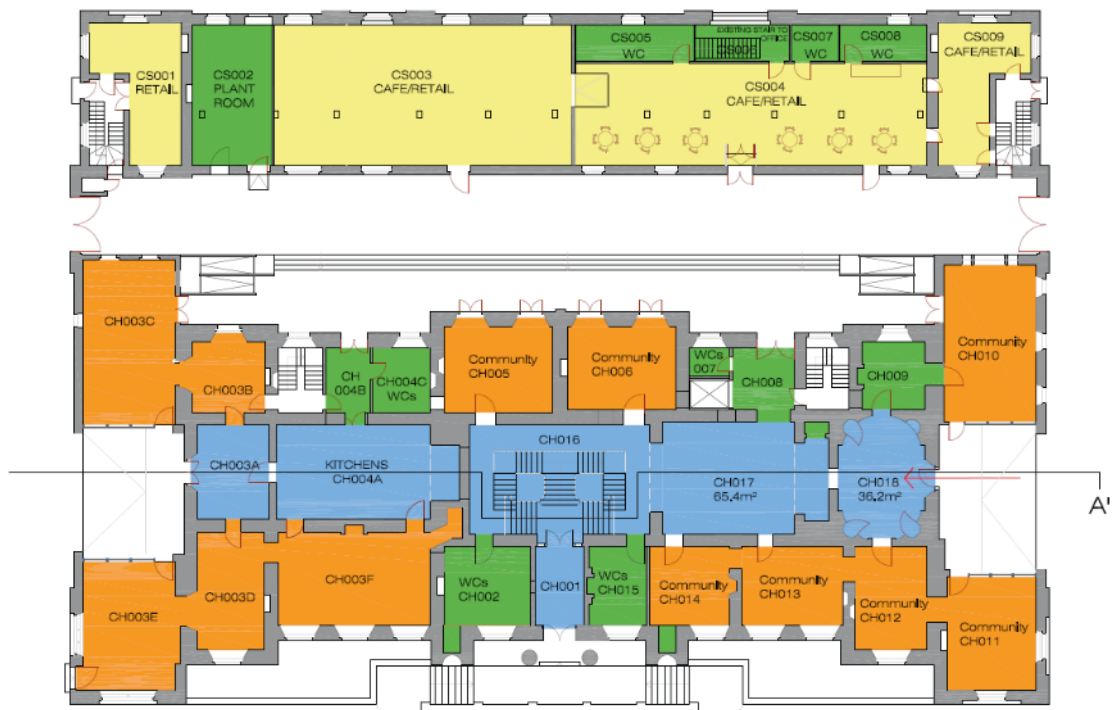 CS001
RETAIL
CS002
PLANT
ROOM
CS003
CAFE/RETAIL
CS005
WC
EXISTING STAIR TO
OFFICE
CS006
CS007
WC
CS008
WC
CS004
CAFE/RETAIL
CS009
CAFE/RETAIL
CH003C
CH003B
CH
004B
CH004C
WCs
Community
CH005
Community
CH006
WCs
007
CH008
CH009
Community
CH010
CH003A
KITCHENS
CH004A
CH016
CH017
65.4m²
CH018
36.2m²
A'
CH003E
CH003D
CH003F
WCs
CH002
CH001
WCs
CH015
Community
CH014
Community
CH013
Community
CH012
Community
CH011